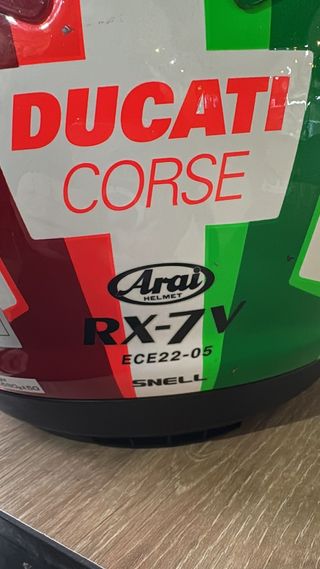 DUCATI
CORSE
Arai
HELMET
RX-7V
ECE22-05
SNELL